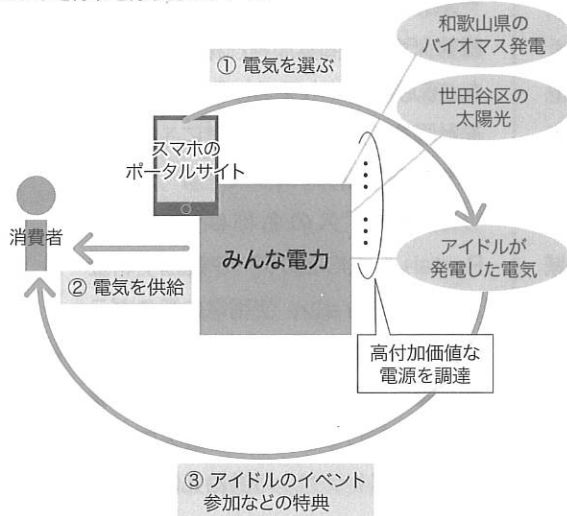 和歌山県の
バイオマス発電
① 電気を選ぶ
世田谷区の
太陽光
スマホの
ポータルサイト
消費者
みんな電力
アイドルが
発電した電気
② 電気を供給
高付加価値な
電源を調達
③ アイドルのイベント
参加などの特典